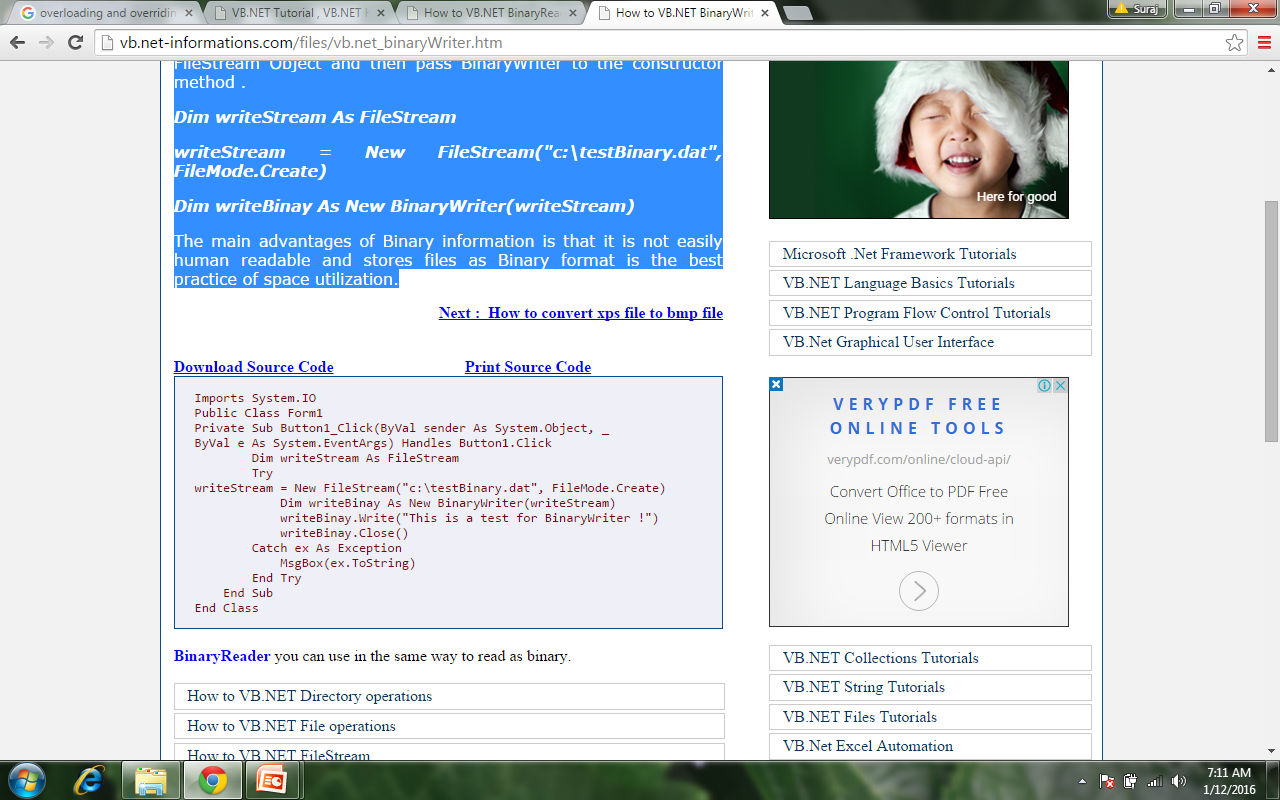 overloading and overridin
VB.NET Tutorial , VB.NET
How to VB.NET BinaryRea
How to VB.NET BinaryWri
Suraj
vb.net-informations.com/files/vb.net_binaryWriter.htm
FileStream Object and then pass BinaryWriter to the constructor
method .
Dim writeStream As FileStream
writeStream = New FileStream("c:\testBinary.dat",
FileMode.Create)
Dim writeBinay As New BinaryWriter(writeStream)
The main advantages of Binary information is that it is not easily
human readable and stores files as Binary format is the best
practice of space utilization.
Next : How to convert xps file to bmp file
Download Source Code
Print Source Code
Imports System.IO
Public Class Form1
Private Sub Button1_Click(ByVal sender As System.Object, _
ByVal e As System.EventArgs) Handles Button1.Click
Dim writeStream As FileStream
Try
writeStream = New FileStream("c:\testBinary.dat", FileMode.Create)
Dim writeBinay As New BinaryWriter(writeStream)
writeBinay.Write("This is a test for BinaryWriter !")
writeBinay.Close()
Catch ex As Exception
MsgBox(ex.ToString)
End Try
End Sub
End Class
BinaryReader you can use in the same way to read as binary.
How to VB.NET Directory operations
How to VB.NET File operations
How to VB.NET FileStream
Here for good
Microsoft .Net Framework Tutorials
VB.NET Language Basics Tutorials
VB.NET Program Flow Control Tutorials
VB.Net Graphical User Interface
VERYPDF FREE
ONLINE TOOLS
verypdf.com/online/cloud-api/
Convert Office to PDF Free
Online View 200+ formats in
HTML5 Viewer
VB.NET Collections Tutorials
VB.NET String Tutorials
VB.NET Files Tutorials
VB.Net Excel Automation
7:11 AM
1/12/2016